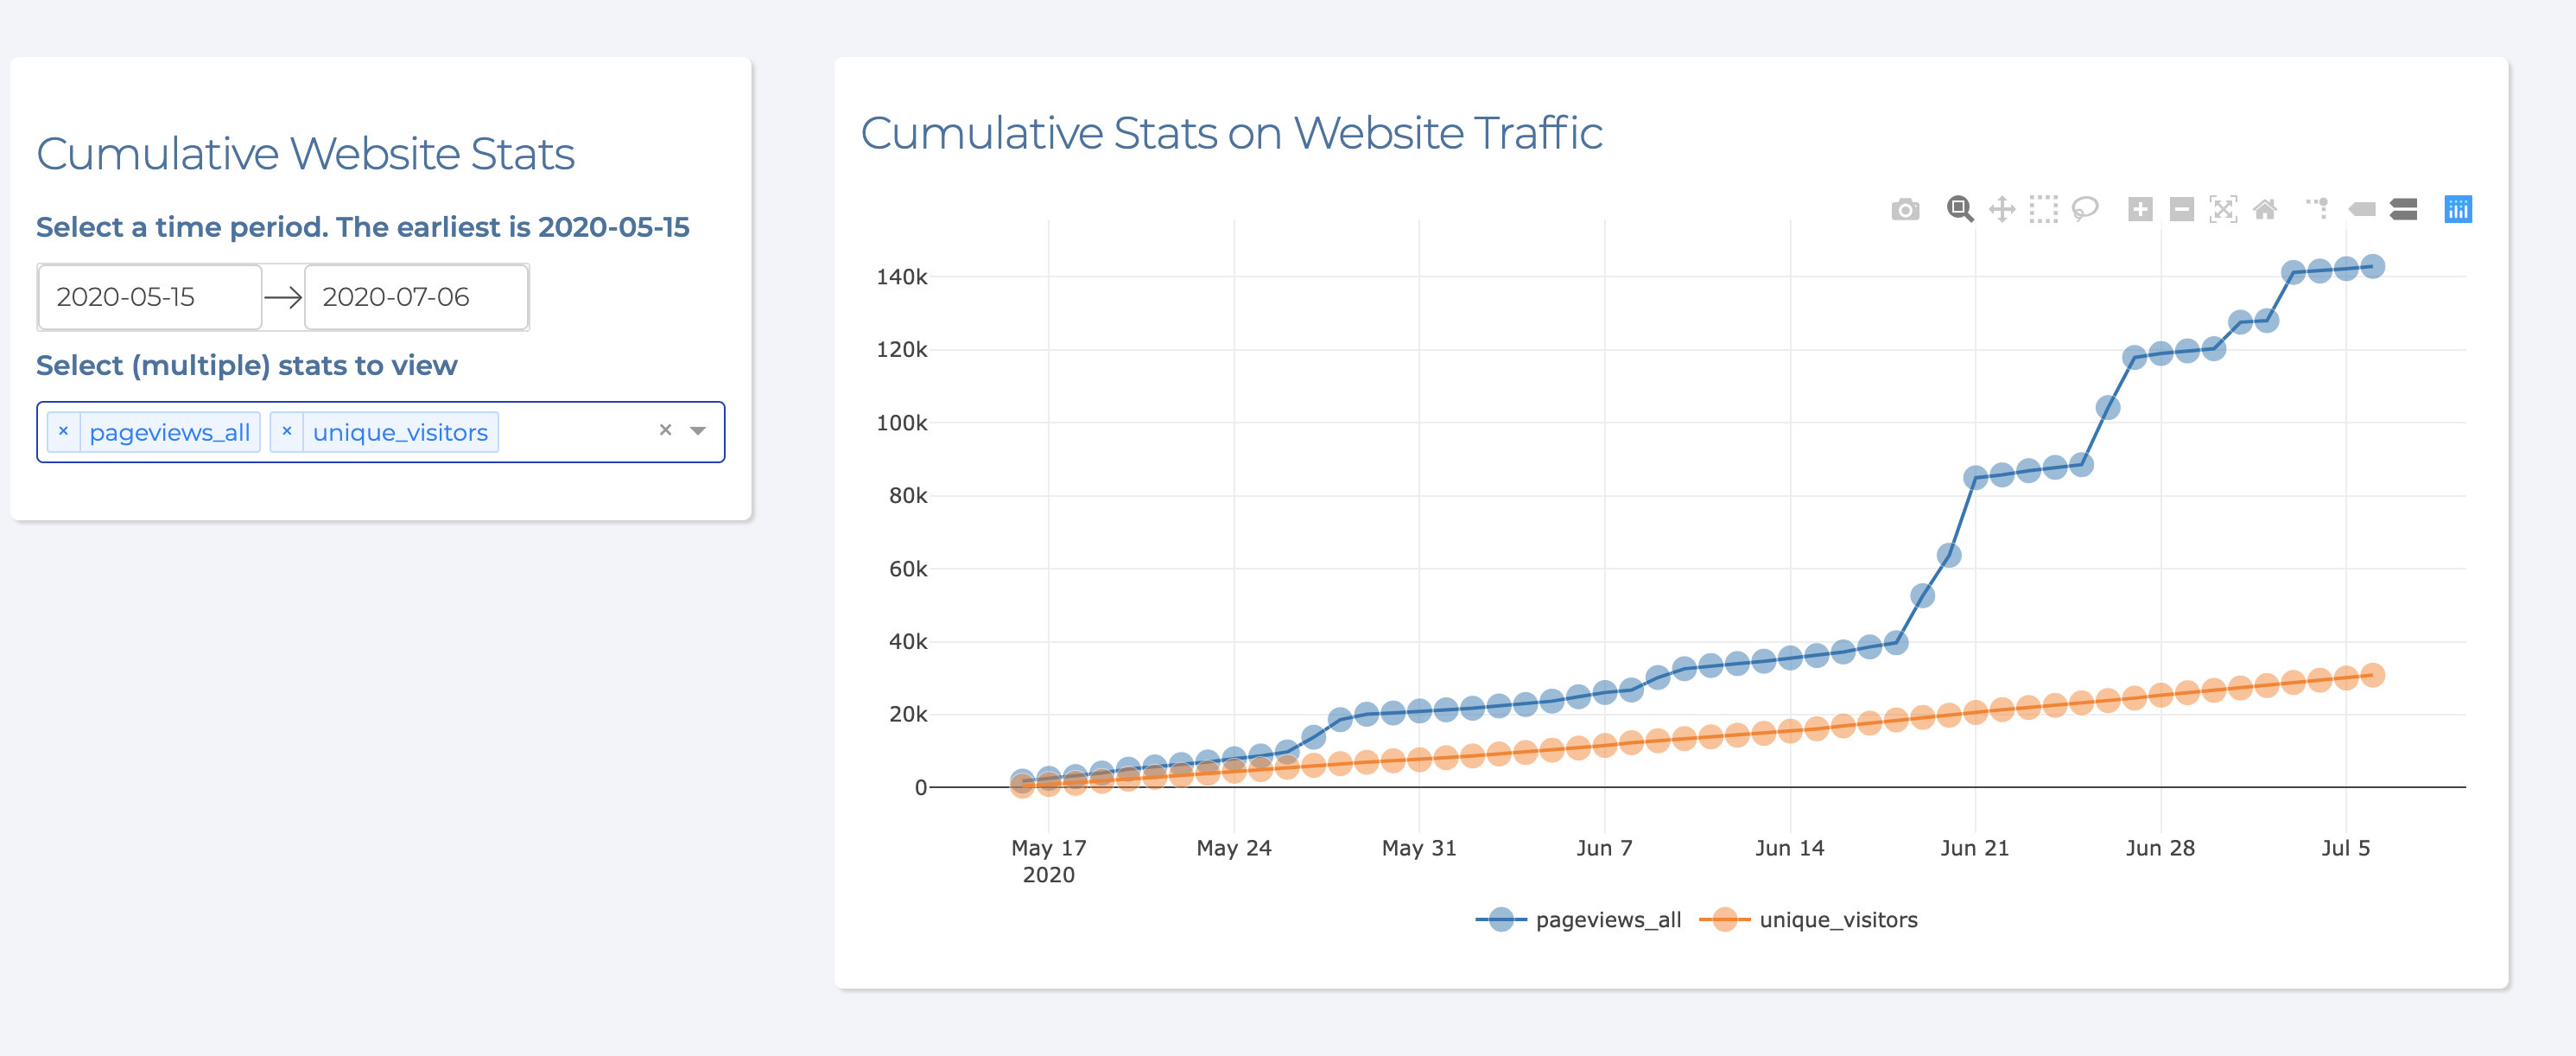 Cumulative Website Stats
Select a time period. The earliest is 2020-05-15
2020-05-15 → 2020-07-06
Select (multiple) stats to view
× pageviews_all × unique_visitors ×
Cumulative Stats on Website Traffic
140k
120k
100k
80k
60k
40k
20k
0
May 17 May 24 May 31 Jun 7 Jun 14 Jun 21 Jun 28 Jul 5
2020
pageviews_all unique_visitors